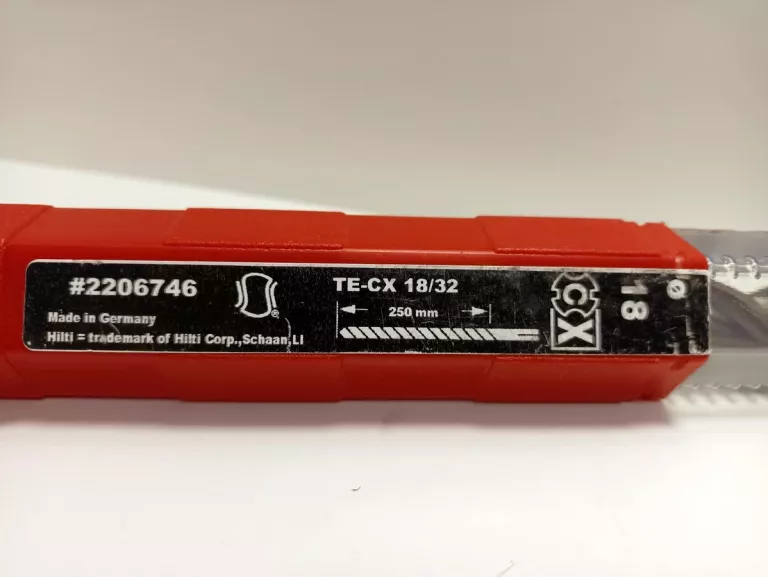 #2206746
Made in Germany
Hilti = trademark of Hilti Corp.,Schaan,LI
®
TE-CX 18/32
250 mm
CX
18
⌀